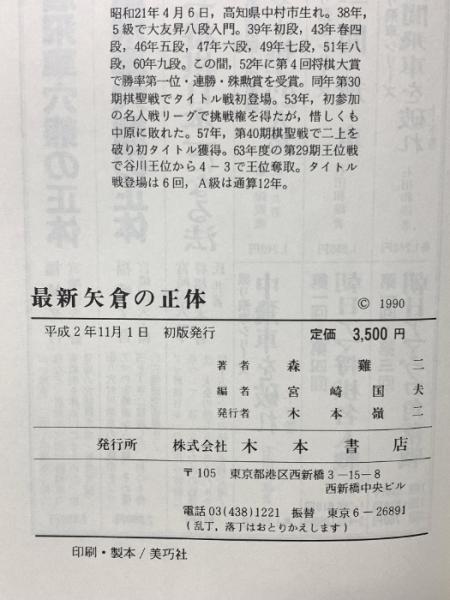 昭和21年4月6日，高知県中村市生れ。38年，
5級で大友昇八段入門。39年初段，43年春四
段，46年五段，47年六段，49年七段，51年八
段，60年九段。この間，52年に第4回将棋大賞
で勝率第一位・連勝・殊勲賞を受賞。同年第30
期棋聖戦でタイトル戦初登場。53年，初参加
の名人戦リーグで挑戦権を得たが，惜しくも
中原に敗れた。57年，第40期棋聖戦で二上を
破り初タイトル獲得。63年度の第29期王位戦
で谷川王位から4－3で王位奪取。タイトル
戦登場は6回，A級は通算12年。
最新矢倉の正体
© 1990
平成2年11月1日 初版発行
定価 3,500円
著者 森雞二
編者 宮崎国夫
発行者 木本嶺二
発行所 株式会社 木本書店
〒105 東京都港区西新橋3－15－8
西新橋中央ビル
電話03(438)1221 振替 東京6－26891
(乱丁，落丁はおとりかえします)
印刷・製本／美巧社